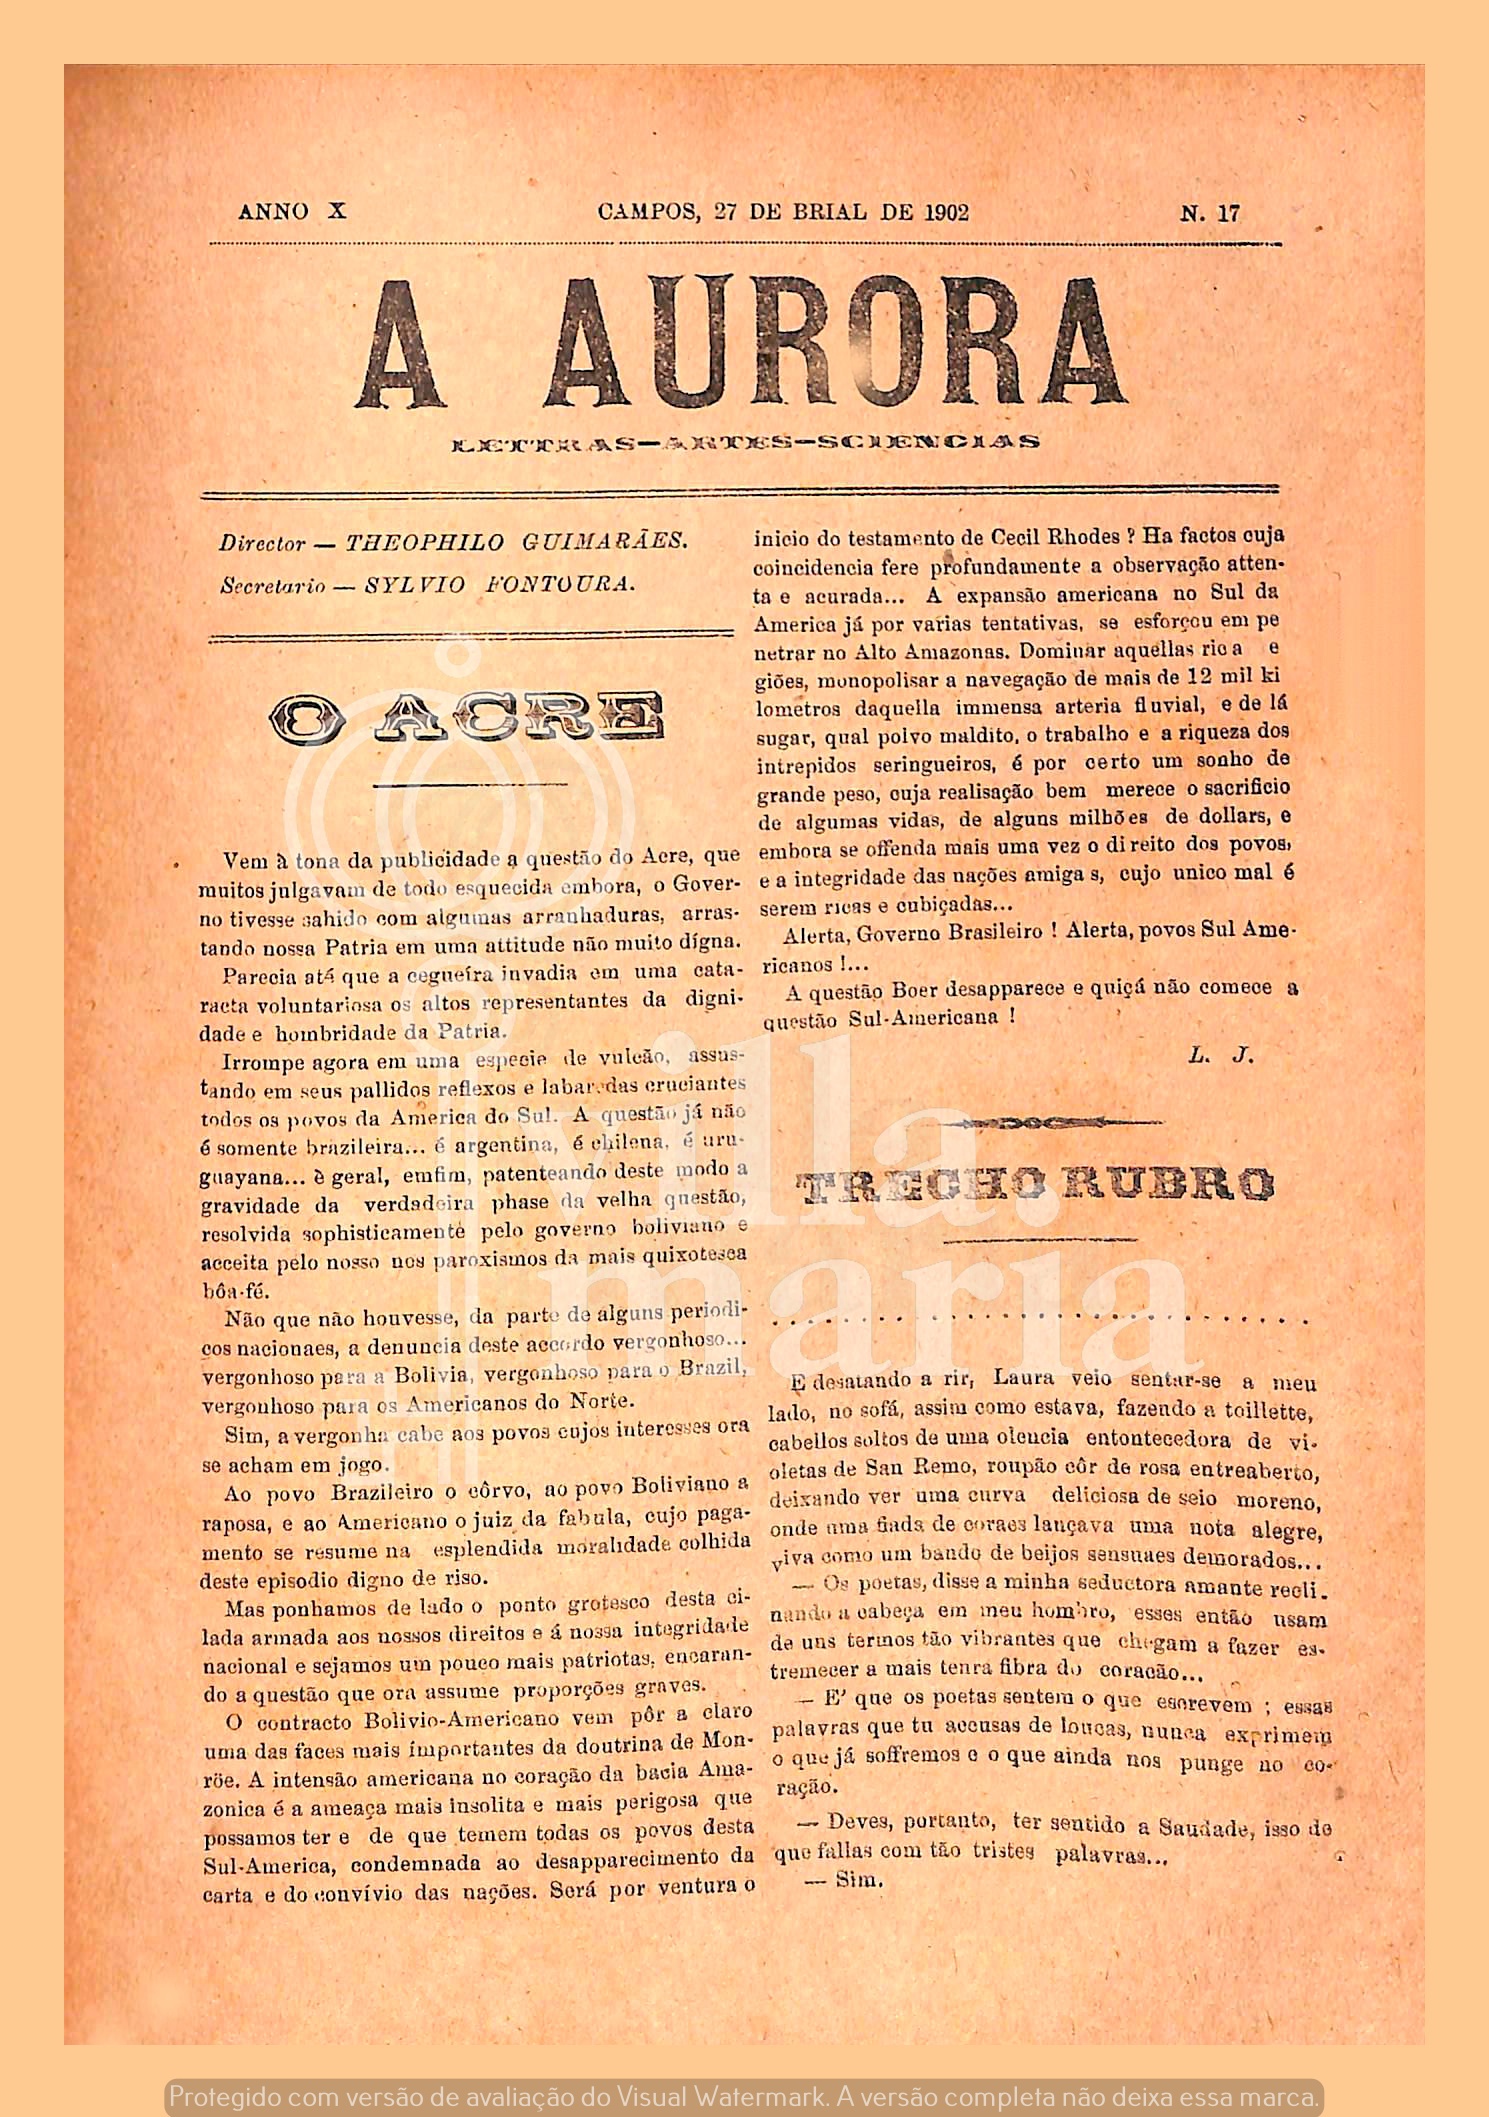 ANNO X CAMPOS, 27 DE BRIAL DE 1902 N. 17
A AURORA
LETTRAS—ARTES—SCIENCIAS
Director — THEOPHILO GUIMARÃES.
Secretario — SYLVIO FONTOURA.
O ACRE
Vem à tona da publicidade a questão do Acre, que
muitos julgavam de todo esquecida embora, o Gover-
no tivesse sahido com algumas arranhaduras, arras-
tando nossa Patria em uma attitude não muito dígna.
Parecia até que a cegueíra invadia em uma cata-
racta voluntariosa os altos representantes da digni-
dade e hombridade da Patria.
Irrompe agora em uma especie de vulcão, assus-
tando em seus pallidos reflexos e labaredas cruciantes
todos os povos da America do Sul. A questão já não
é somente brazileira... é argentina, é chilena, é uru-
guayana... è geral, emfim, patenteando deste modo a
gravidade da verdadeira phase da velha questão,
resolvida sophisticamente pelo governo boliviano e
acceita pelo nosso nos paroxismos da mais quixotesca
bôa-fé.
Não que não houvesse, da parte de alguns periodi-
cos nacionaes, a denuncia deste accordo vergonhoso...
vergonhoso para a Bolivia, vergonhoso para o Brazil,
vergonhoso para os Americanos do Norte.
Sim, a vergonha cabe aos povos cujos interesses ora
se acham em jogo.
Ao povo Brazileiro o côrvo, ao povo Boliviano a
raposa, e ao Americano o juiz da fabula, cujo paga-
mento se resume na esplendida moralidade colhida
deste episodio digno de riso.
Mas ponhamos de lado o ponto grotesco desta ci-
lada armada aos nossos direitos e á nossa integridade
nacional e sejamos um pouco mais patriotas, encaran-
do a questão que ora assume proporções graves.
O contracto Bolivio-Americano vem pôr a claro
uma das faces mais ímportantes da doutrina de Mon-
röe. A intensão americana no coração da bacia Ama-
zonica é a ameaça mais insolita e mais perigosa que
possamos ter e de que temem todas os povos desta
Sul-America, condemnada ao desapparecimento da
carta e do convívio das nações. Será por ventura o
inicio do testamento de Cecil Rhodes ? Ha factos cuja
coincidencia fere profundamente a observação atten-
ta e acurada... A expansão americana no Sul da
America já por varias tentativas, se esforçou em pe
netrar no Alto Amazonas. Dominar aquellas rica e
giões, monopolisar a navegação de mais de 12 mil ki
lometros daquella immensa arteria fluvial, e de lá
sugar, qual polvo maldito, o trabalho e a riqueza dos
intrepidos seringueiros, é por certo um sonho de
grande peso, cuja realisação bem merece o sacrificio
de algumas vidas, de alguns milhões de dollars, e
embora se offenda mais uma vez o direito dos povos,
e a integridade das nações amigas, cujo unico mal é
serem ricas e cubiçadas...
Alerta, Governo Brasileiro ! Alerta, povos Sul Ame-
ricanos !...
A questão Boer desapparece e quiçá não comece a
questão Sul-Americana !
L. J.
TRECHO RUBRO
E desatando a rir, Laura veio sentar-se a meu
lado, no sofá, assim como estava, fazendo a toillette,
cabellos soltos de uma olencia entontecedora de vi-
oletas de San Remo, roupão côr de rosa entreaberto,
deixando ver uma curva deliciosa de seio moreno,
onde uma fiada de coraes lançava uma nota alegre,
viva como um bando de beijos sensuaes demorados...
— Os poetas, disse a minha seductora amante recli-
nando a cabeça em meu hombro, esses então usam
de uns termos tão vibrantes que chegam a fazer es-
tremecer a mais tenra fibra do coração...
— E' que os poetas sentem o que escrevem ; essas
palavras que tu accusas de loucas, nunca exprimem
o que já soffremos e o que ainda nos punge no co-
ração.
— Deves, portanto, ter sentido a Saudade, isso de
que fallas com tão tristes palavras...
— Sim.
villa.
maria
Protegido com versão de avaliação do Visual Watermark. A versão completa não deixa essa marca.